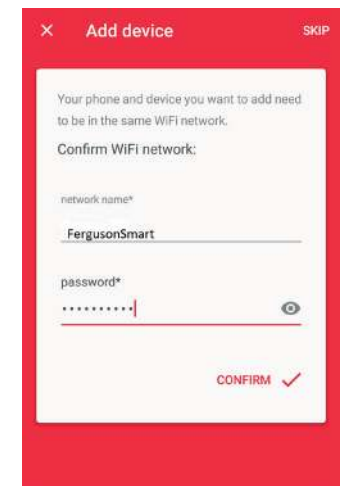 × Add device SKIP
Your phone and device you want to add need
to be in the same WiFi network.
Confirm WiFi network:
network name*
FergusonSmart
password*
••••••••••
CONFIRM ✓